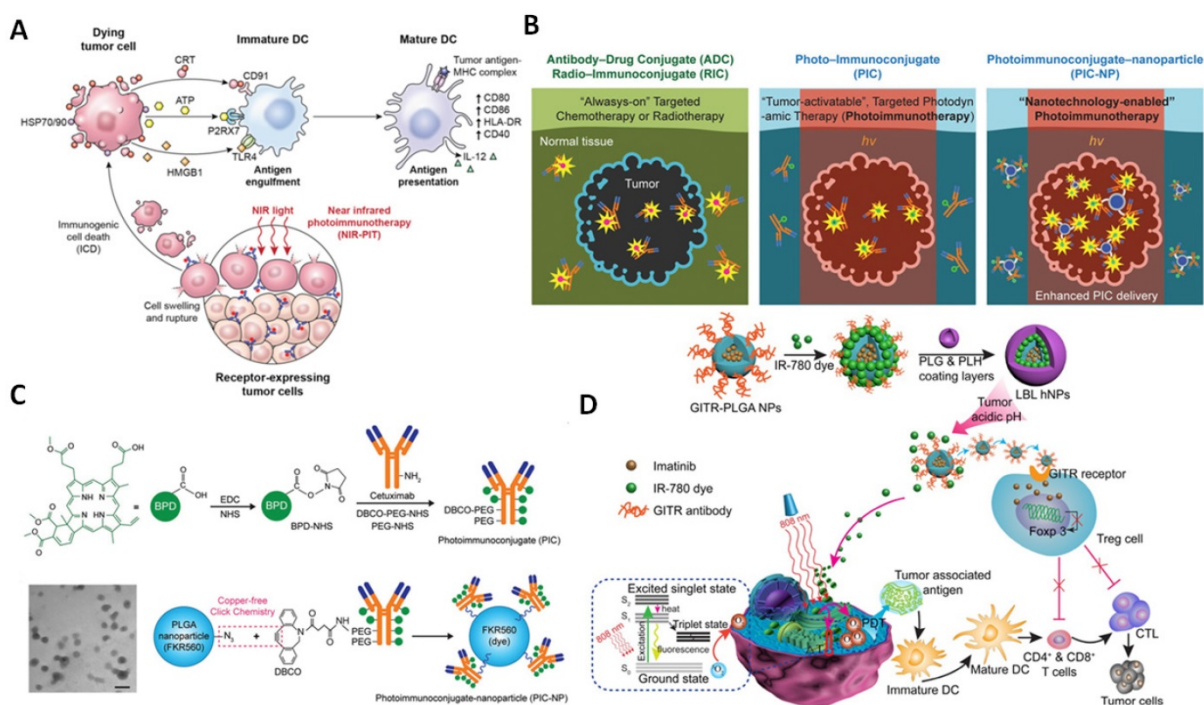 A
Dying
tumor cell
Immature DC
Mature DC
CRT
CD91
Tumor antigen-
MHC complex
ATP
HSP70/90
P2RX7
CD80
CD86
HLA-DR
CD40
TLR4
IL-12
HMGB1
Antigen
engulfment
Antigen
presentation
Immunogenic
cell death
(ICD)
NIR light
Near infrared
photoimmunotherapy
(NIR-PIT)
Cell swelling
and rupture
Receptor-expressing
tumor cells
B
Antibody–Drug Conjugate (ADC)
Radio–Immunoconjugate (RIC)
Photo–Immunoconjugate
(PIC)
Photoimmunoconjugate–nanoparticle
(PIC-NP)
“Alwasys-on” Targeted
Chemotherapy or Radiotherapy
“Tumor-activatable”, Targeted Photodyn
-amic Therapy (Photoimmunotherapy)
“Nanotechnology-enabled”
Photoimmunotherapy
Normal tissue
hν
hν
Tumor
Enhanced PIC delivery
C
OH
O
O
O
NH
N
N
HN
O
O
O
O
=
BPD
O
C
OH
EDC
NHS
BPD
O
C
O
N
O
O
BPD-NHS
NH₂
Cetuximab
DBCO-PEG-NHS
PEG-NHS
DBCO-PEG
PEG
Photoimmunoconjugate (PIC)
PLGA
nanoparticle
(FKR560)
Copper-free
Click Chemistry
N₃
+
N
O
O
NH
DBCO
PEG
PEG
FKR560
(dye)
Photoimmunoconjugate-nanoparticle (PIC-NP)
D
GITR-PLGA NPs
IR-780 dye
PLG & PLH
coating layers
LBL hNPs
Tumor
acidic pH
Imatinib
IR-780 dye
GITR antibody
GITR receptor
Foxp 3
Treg cell
808 nm
Tumor associated
antigen
PDT
Excited singlet state
S₂
heat
S₁
Triplet state
808 nm
Excitation
fluorescence
S₀
Ground state
Immature DC
Mature DC
CD4⁺ & CD8⁺
T cells
CTL
Tumor cells